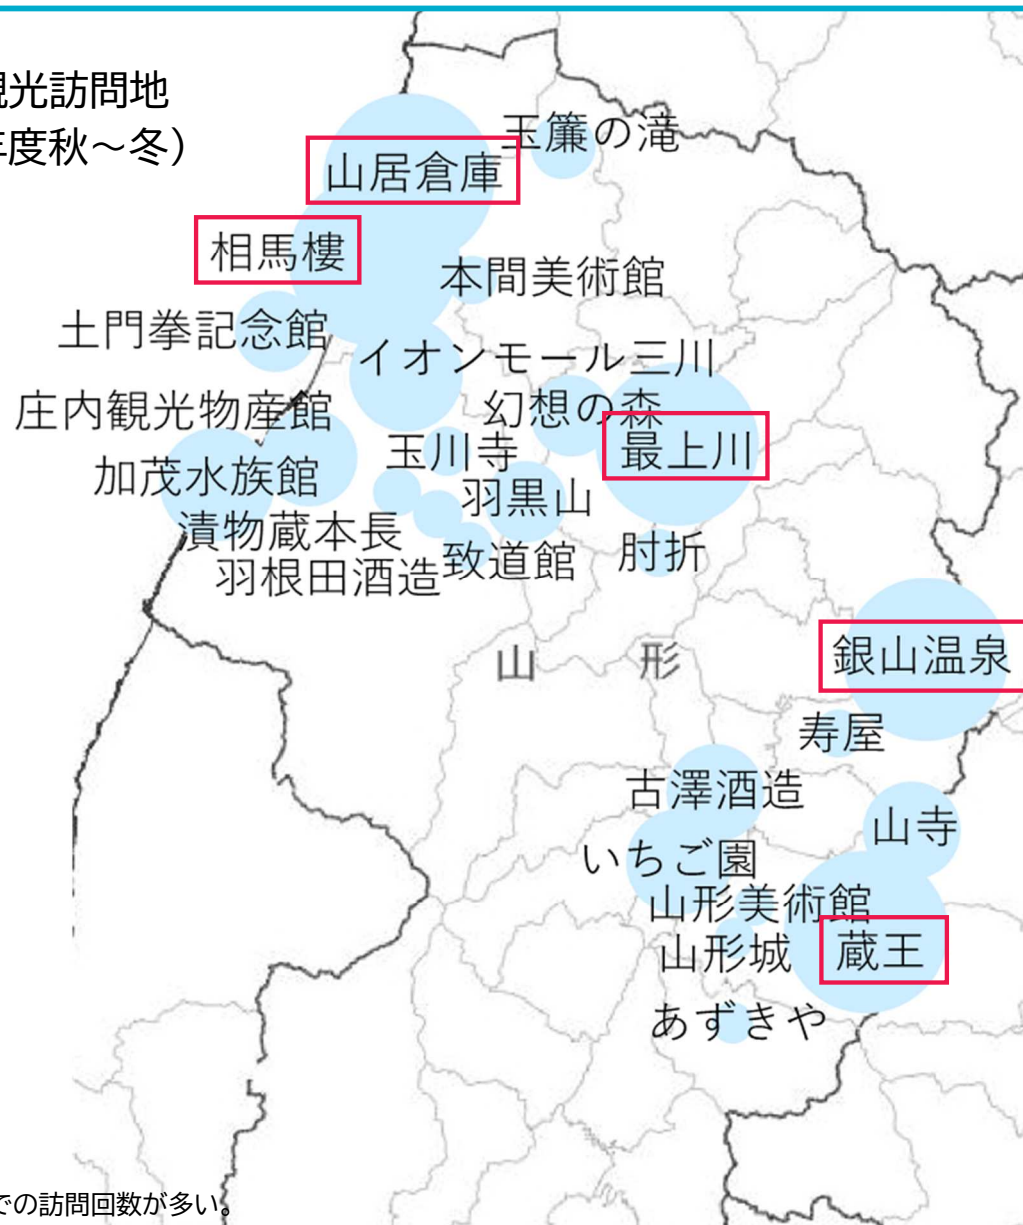 観光訪問地
年度秋～冬）
玉簾の滝
山居倉庫
相馬樓
本間美術館
土門拳記念館
イオンモール三川
庄内観光物産館
幻想の森
玉川寺
最上川
加茂水族館
羽黒山
漬物蔵本長
致道館
肘折
羽根田酒造
山　形
銀山温泉
寿屋
古澤酒造
山寺
いちご園
山形美術館
山形城
蔵王
あずきや
での訪問回数が多い。